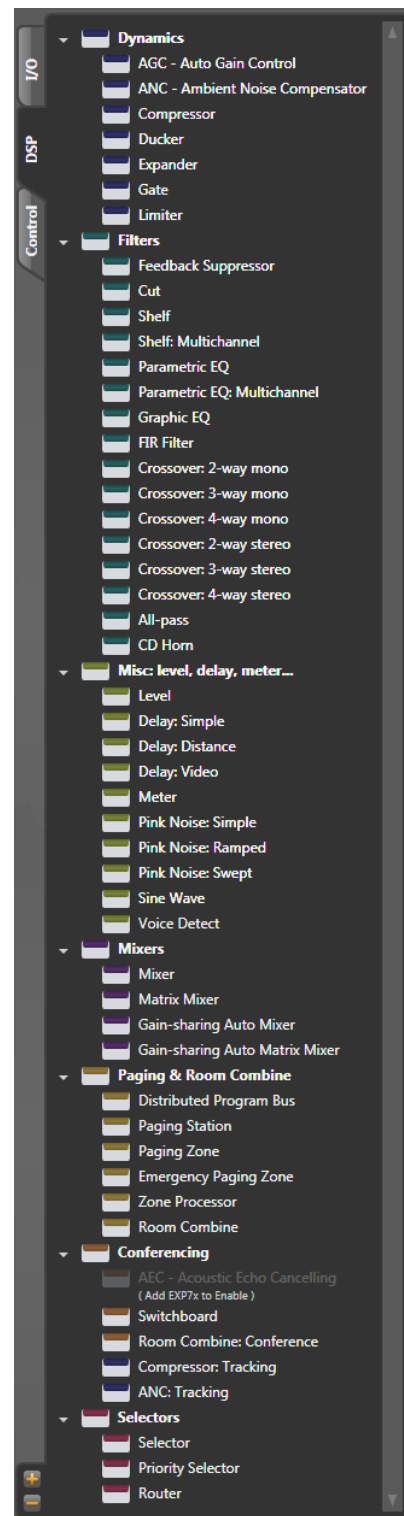 I/O
DSP
Control
Dynamics
AGC - Auto Gain Control
ANC - Ambient Noise Compensator
Compressor
Ducker
Expander
Gate
Limiter
Filters
Feedback Suppressor
Cut
Shelf
Shelf: Multichannel
Parametric EQ
Parametric EQ: Multichannel
Graphic EQ
FIR Filter
Crossover: 2-way mono
Crossover: 3-way mono
Crossover: 4-way mono
Crossover: 2-way stereo
Crossover: 3-way stereo
Crossover: 4-way stereo
All-pass
CD Horn
Misc: level, delay, meter...
Level
Delay: Simple
Delay: Distance
Delay: Video
Meter
Pink Noise: Simple
Pink Noise: Ramped
Pink Noise: Swept
Sine Wave
Voice Detect
Mixers
Mixer
Matrix Mixer
Gain-sharing Auto Mixer
Gain-sharing Auto Matrix Mixer
Paging & Room Combine
Distributed Program Bus
Paging Station
Paging Zone
Emergency Paging Zone
Zone Processor
Room Combine
Conferencing
AEC - Acoustic Echo Cancelling
( Add EXP7x to Enable )
Switchboard
Room Combine: Conference
Compressor: Tracking
ANC: Tracking
Selectors
Selector
Priority Selector
Router